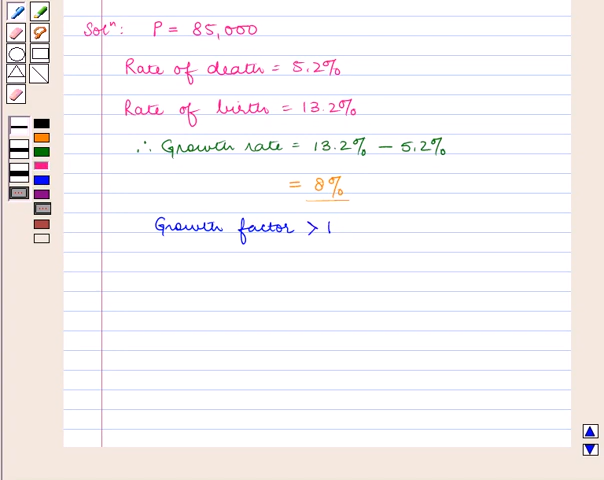 Solⁿ: P = 85,000
Rate of death = 5.2%
Rate of birth = 13.2%
∴ Growth rate = 13.2% - 5.2%
= 8%
Growth factor > 1